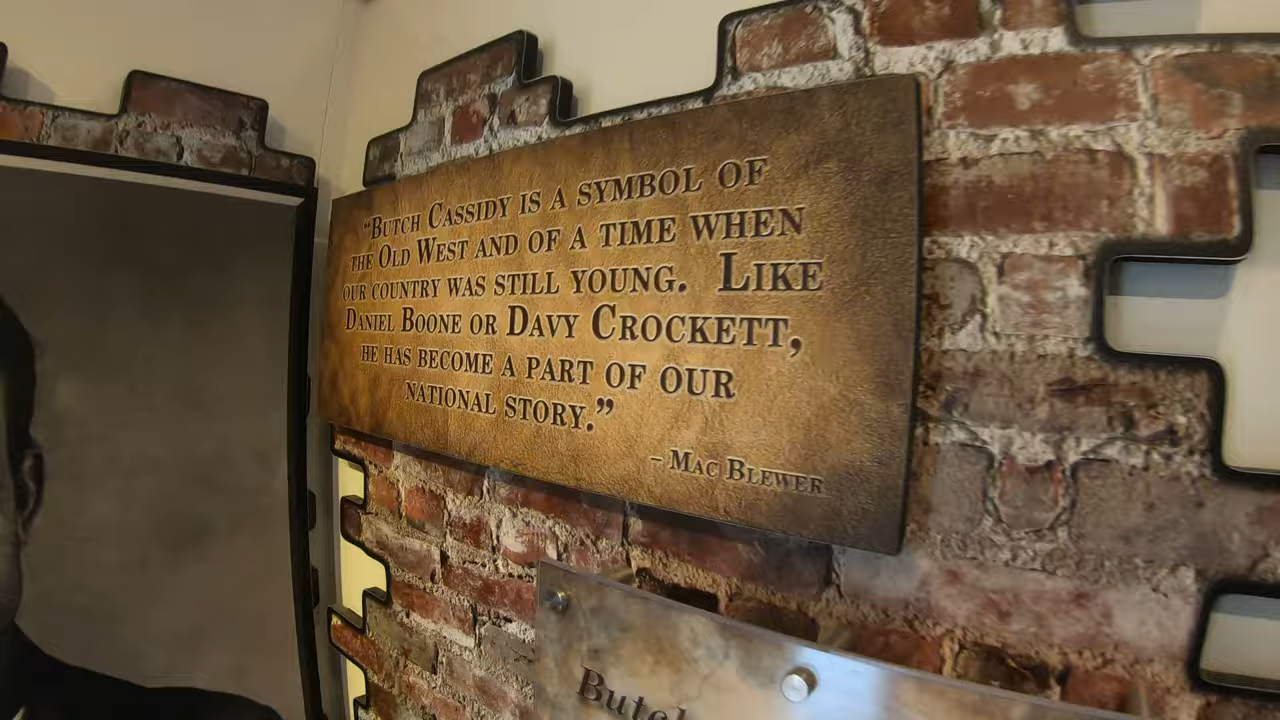 “Butch Cassidy is a symbol of
the Old West and of a time when
our country was still young. Like
Daniel Boone or Davy Crockett,
he has become a part of our
national story.”
– Mac Blewer